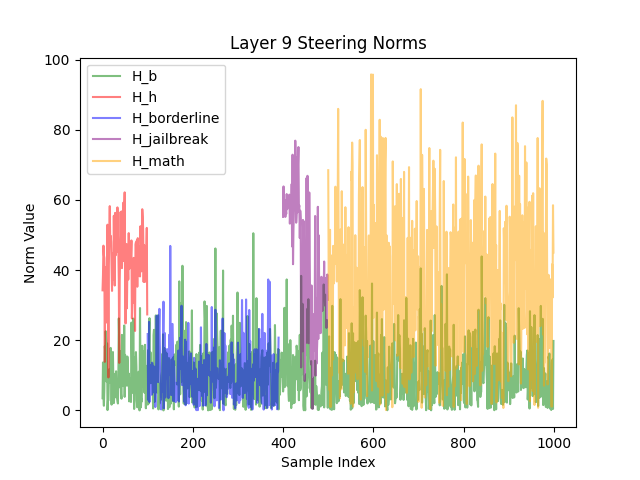 Layer 9 Steering Norms
100
80
60
40
20
0
Norm Value
H_b
H_h
H_borderline
H_jailbreak
H_math
0
200
400
600
800
1000
Sample Index